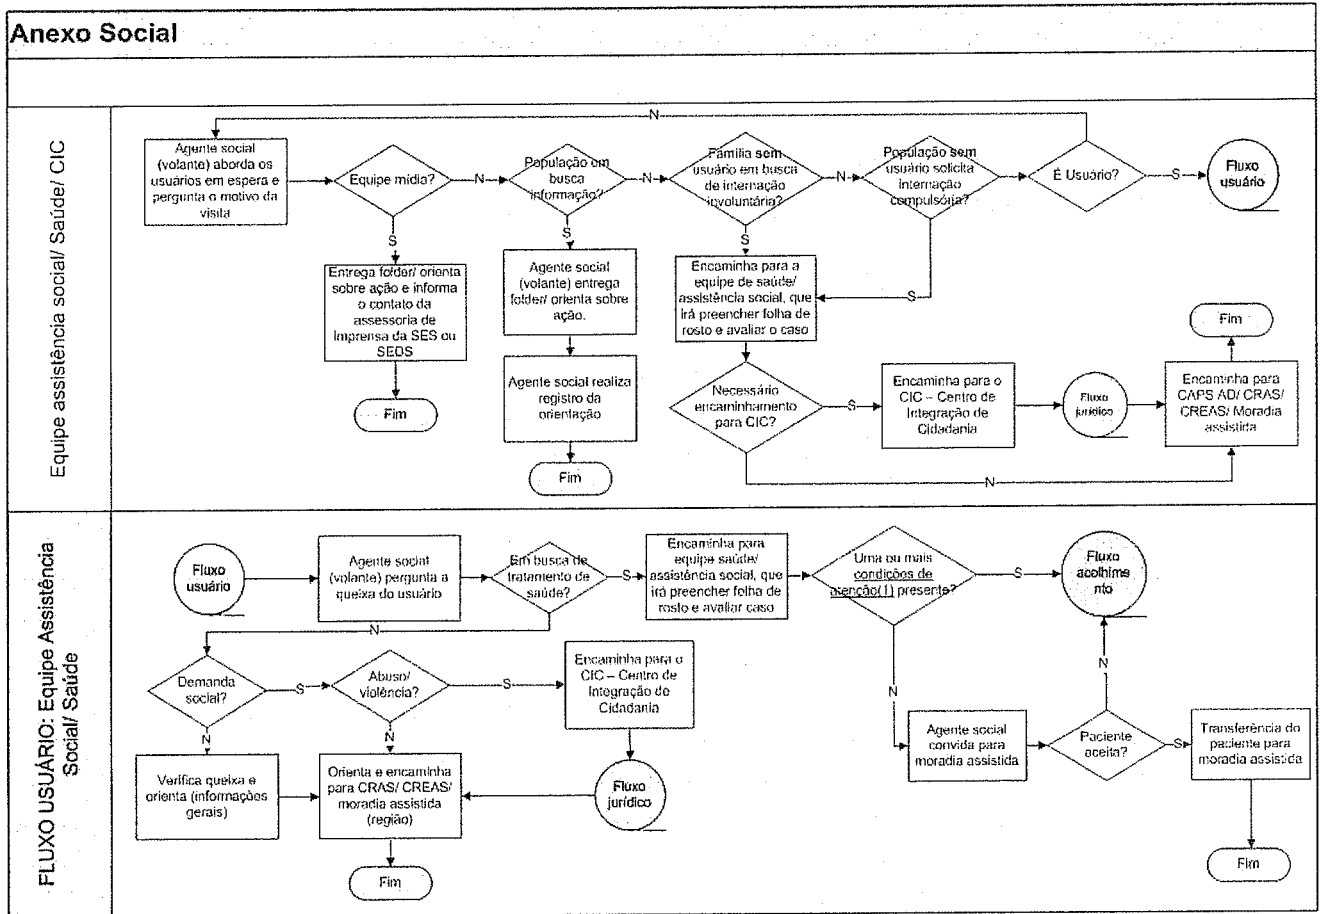 Anexo Social
Equipe assistência social/ Saúde/ CIC
N
Agente social
(volante) aborda os
usuários em espera e
pergunta o motivo da
visita
Equipe mídia?
N
População em
busca
informação?
N
Família sem
usuário em busca
de internação
involuntária?
N
População sem
usuário solicita
internação
compulsória?
É Usuário?
S
Fluxo
usuário
S
Entrega folder/ orienta
sobre ação e informa
o contato da
assessoria de
Imprensa da SES ou
SEDS
Fim
S
Agente social
(volante) entrega
folder/ orienta sobre
ação.
Agente social realiza
registro da
orientação
Fim
S
Encaminha para a
equipe de saúde/
assistência social, que
irá preencher folha de
rosto e avaliar o caso
S
Necessário
encaminhamento
para CIC?
S
Encaminha para o
CIC – Centro de
Integração de
Cidadania
Fluxo
jurídico
Encaminha para
CAPS AD/ CRAS/
CREAS/ Moradia
assistida
Fim
N
FLUXO USUÁRIO: Equipe Assistência
Social/ Saúde
Fluxo
usuário
Agente social
(volante) pergunta a
queixa do usuário
Em busca de
tratamento de
saúde?
S
Encaminha para
equipe saúde/
assistência social, que
irá preencher folha de
rosto e avaliar caso
Uma ou mais
condições de
atenção(1) presente?
S
Fluxo
acolhime
nto
N
Demanda
social?
S
Abuso/
violência?
S
Encaminha para o
CIC – Centro de
Integração de
Cidadania
N
N
Verifica queixa e
orienta (informações
gerais)
Orienta e encaminha
para CRAS/ CREAS/
moradia assistida
(região)
Fluxo
jurídico
Fim
N
Agente social
convida para
moradia assistida
N
Paciente
aceita?
S
Transferência do
paciente para
moradia assistida
Fim